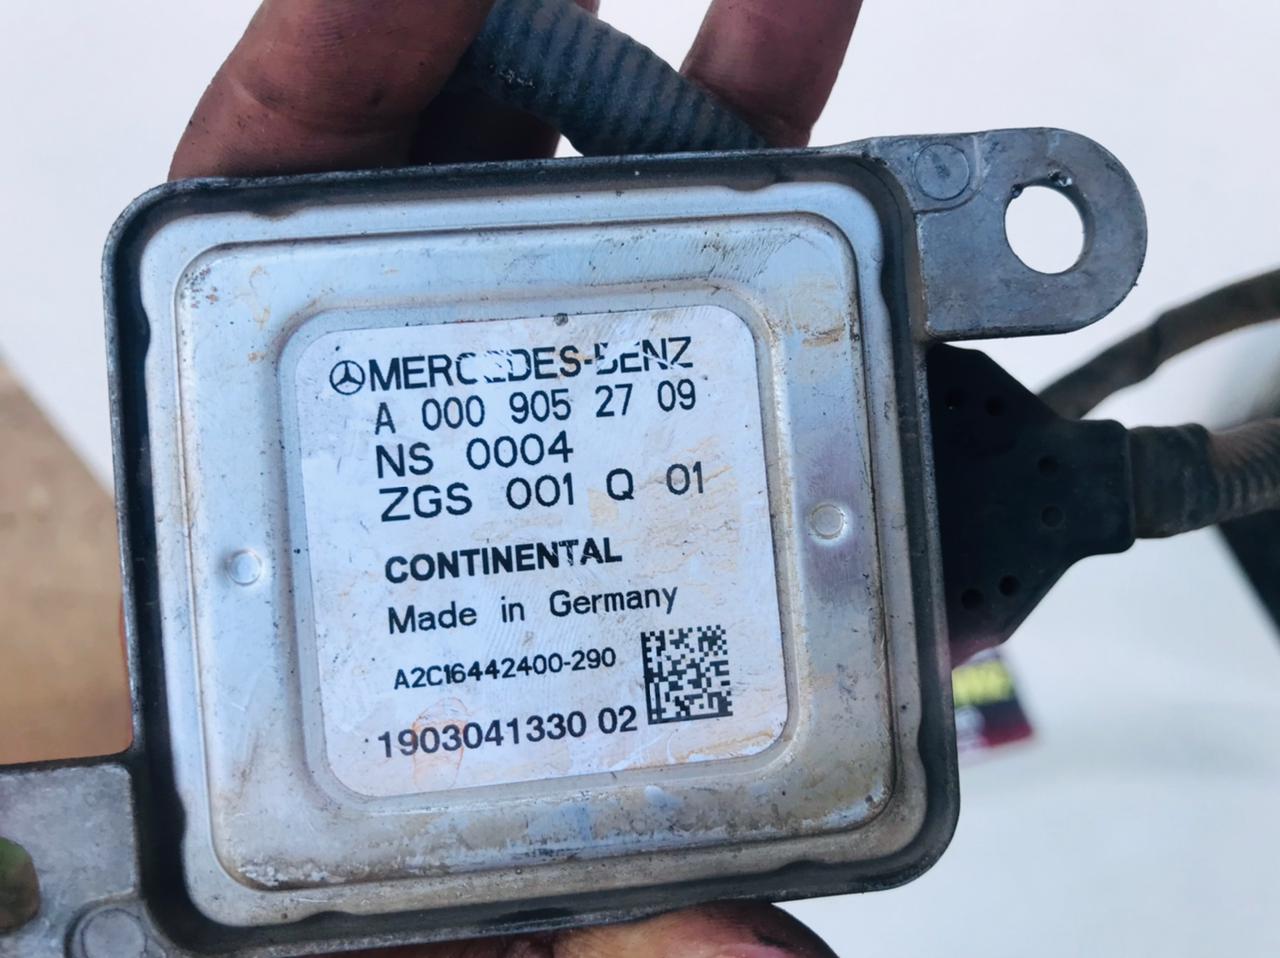 MERCEDES-BENZ
A 000 905 27 09
NS 0004
ZGS 001 Q 01
CONTINENTAL
Made in Germany
A2C16442400-290
1903041330 02